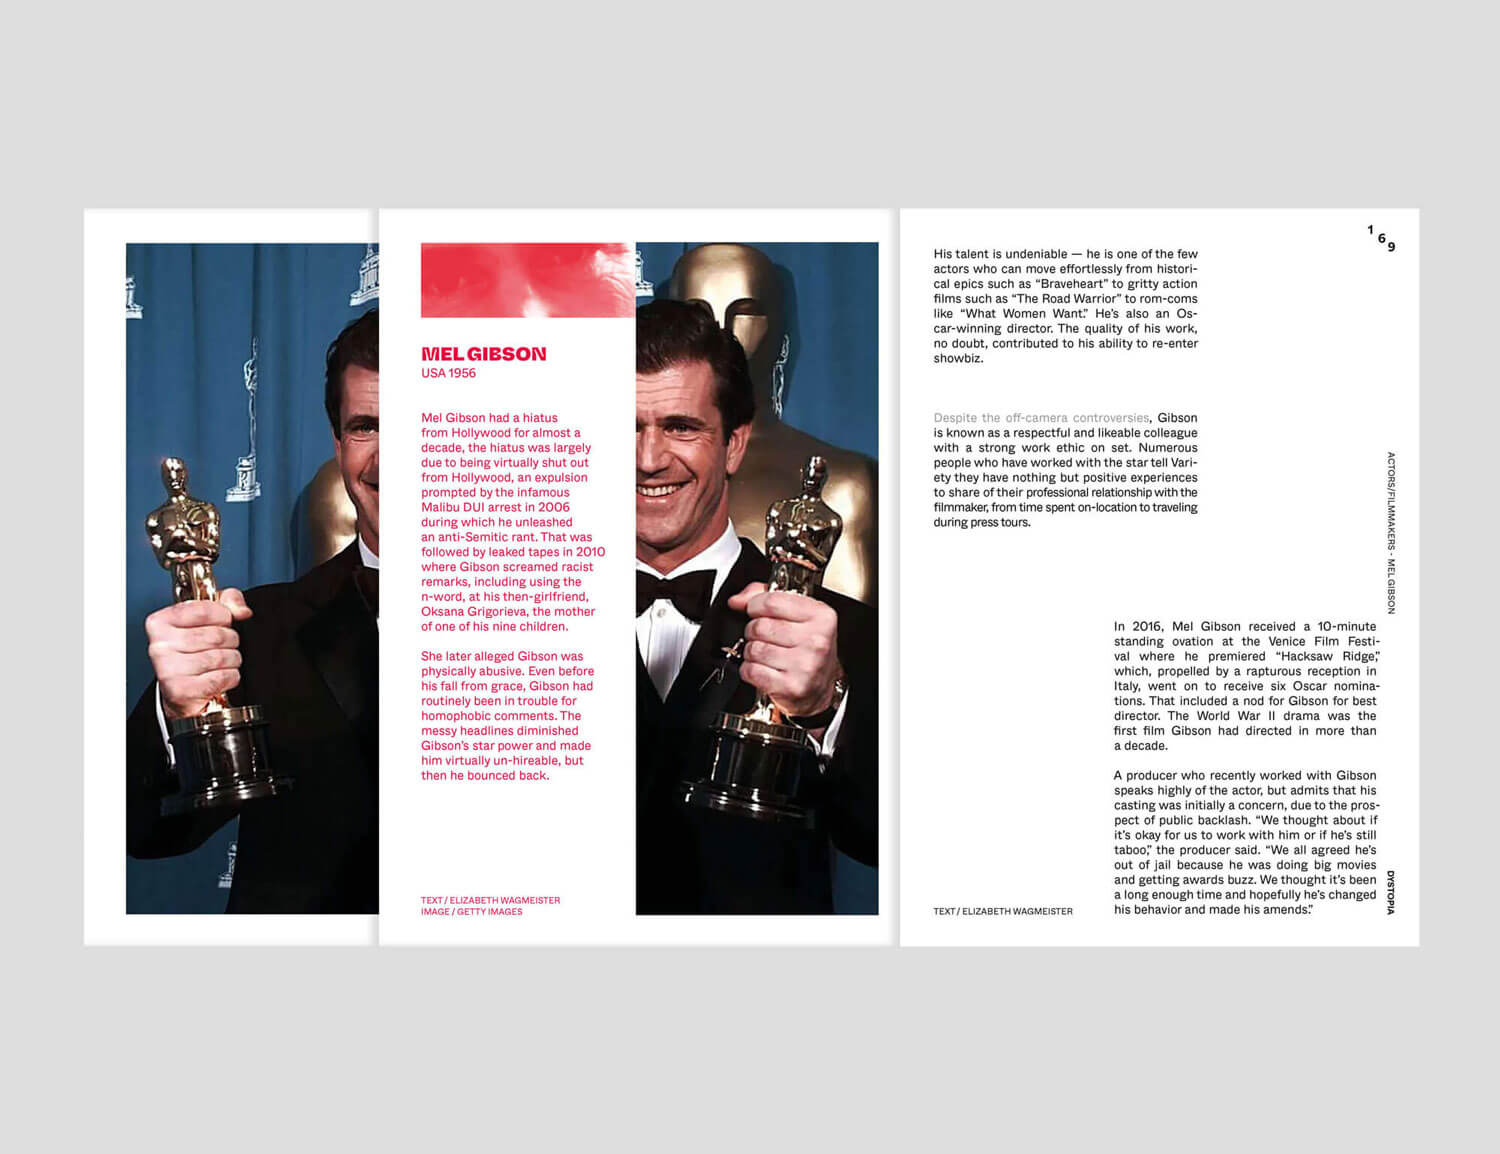 MEL GIBSON
USA 1956
Mel Gibson had a hiatus
from Hollywood for almost a
decade, the hiatus was largely
due to being virtually shut out
from Hollywood, an expulsion
prompted by the infamous
Malibu DUI arrest in 2006
during which he unleashed
an anti-Semitic rant. That was
followed by leaked tapes in 2010
where Gibson screamed racist
remarks, including using the
n-word, at his then-girlfriend,
Oksana Grigorieva, the mother
of one of his nine children.
She later alleged Gibson was
physically abusive. Even before
his fall from grace, Gibson had
routinely been in trouble for
homophobic comments. The
messy headlines diminished
Gibson's star power and made
him virtually un-hireable, but
then he bounced back.
TEXT / ELIZABETH WAGMEISTER
IMAGE / GETTY IMAGES
169
His talent is undeniable — he is one of the few
actors who can move effortlessly from histori-
cal epics such as “Braveheart” to gritty action
films such as “The Road Warrior” to rom-coms
like “What Women Want.” He's also an Os-
car-winning director. The quality of his work,
no doubt, contributed to his ability to re-enter
showbiz.
Despite the off-camera controversies, Gibson
is known as a respectful and likeable colleague
with a strong work ethic on set. Numerous
people who have worked with the star tell Vari-
ety they have nothing but positive experiences
to share of their professional relationship with the
filmmaker, from time spent on-location to traveling
during press tours.
In 2016, Mel Gibson received a 10-minute
standing ovation at the Venice Film Festi-
val where he premiered “Hacksaw Ridge,”
which, propelled by a rapturous reception in
Italy, went on to receive six Oscar nomina-
tions. That included a nod for Gibson for best
director. The World War II drama was the
first film Gibson had directed in more than
a decade.
A producer who recently worked with Gibson
speaks highly of the actor, but admits that his
casting was initially a concern, due to the pros-
pect of public backlash. “We thought about if
it's okay for us to work with him or if he's still
taboo,” the producer said. “We all agreed he's
out of jail because he was doing big movies
and getting awards buzz. We thought it's been
a long enough time and hopefully he's changed
his behavior and made his amends.”
TEXT / ELIZABETH WAGMEISTER
ACTORS/FILMMAKERS - MEL GIBSON
DYSTOPIA